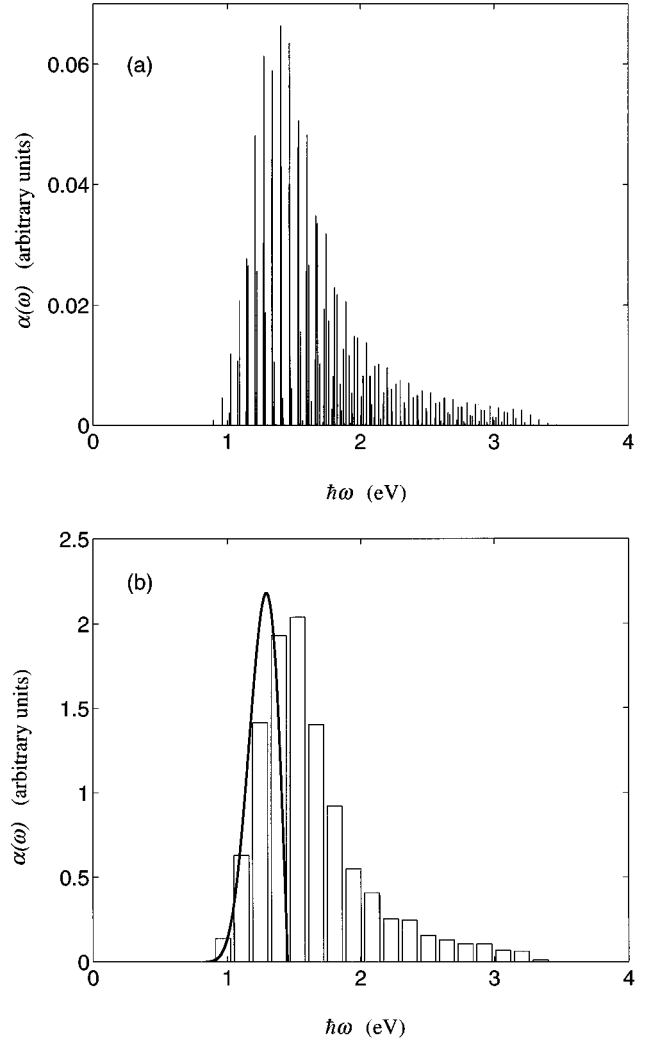 (a)
0.06
0.04
0.02
0
α(ω) (arbitrary units)
0 1 2 3 4
ħω (eV)
(b)
2.5
2
1.5
1
0.5
0
α(ω) (arbitrary units)
0 1 2 3 4
ħω (eV)